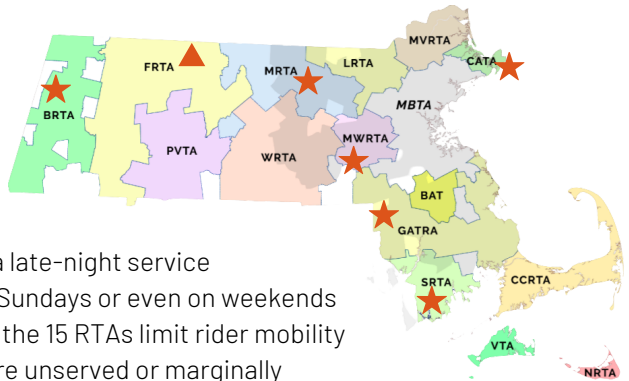 MVRTA
LRTA
CATA
FRTA
MRTA
MBTA
BRTA
MWRTA
PVTA
WRTA
BAT
GATRA
SRTA
CCRTA
VTA
NRTA
a late-night service
Sundays or even on weekends
the 15 RTAs limit rider mobility
re unserved or marginally